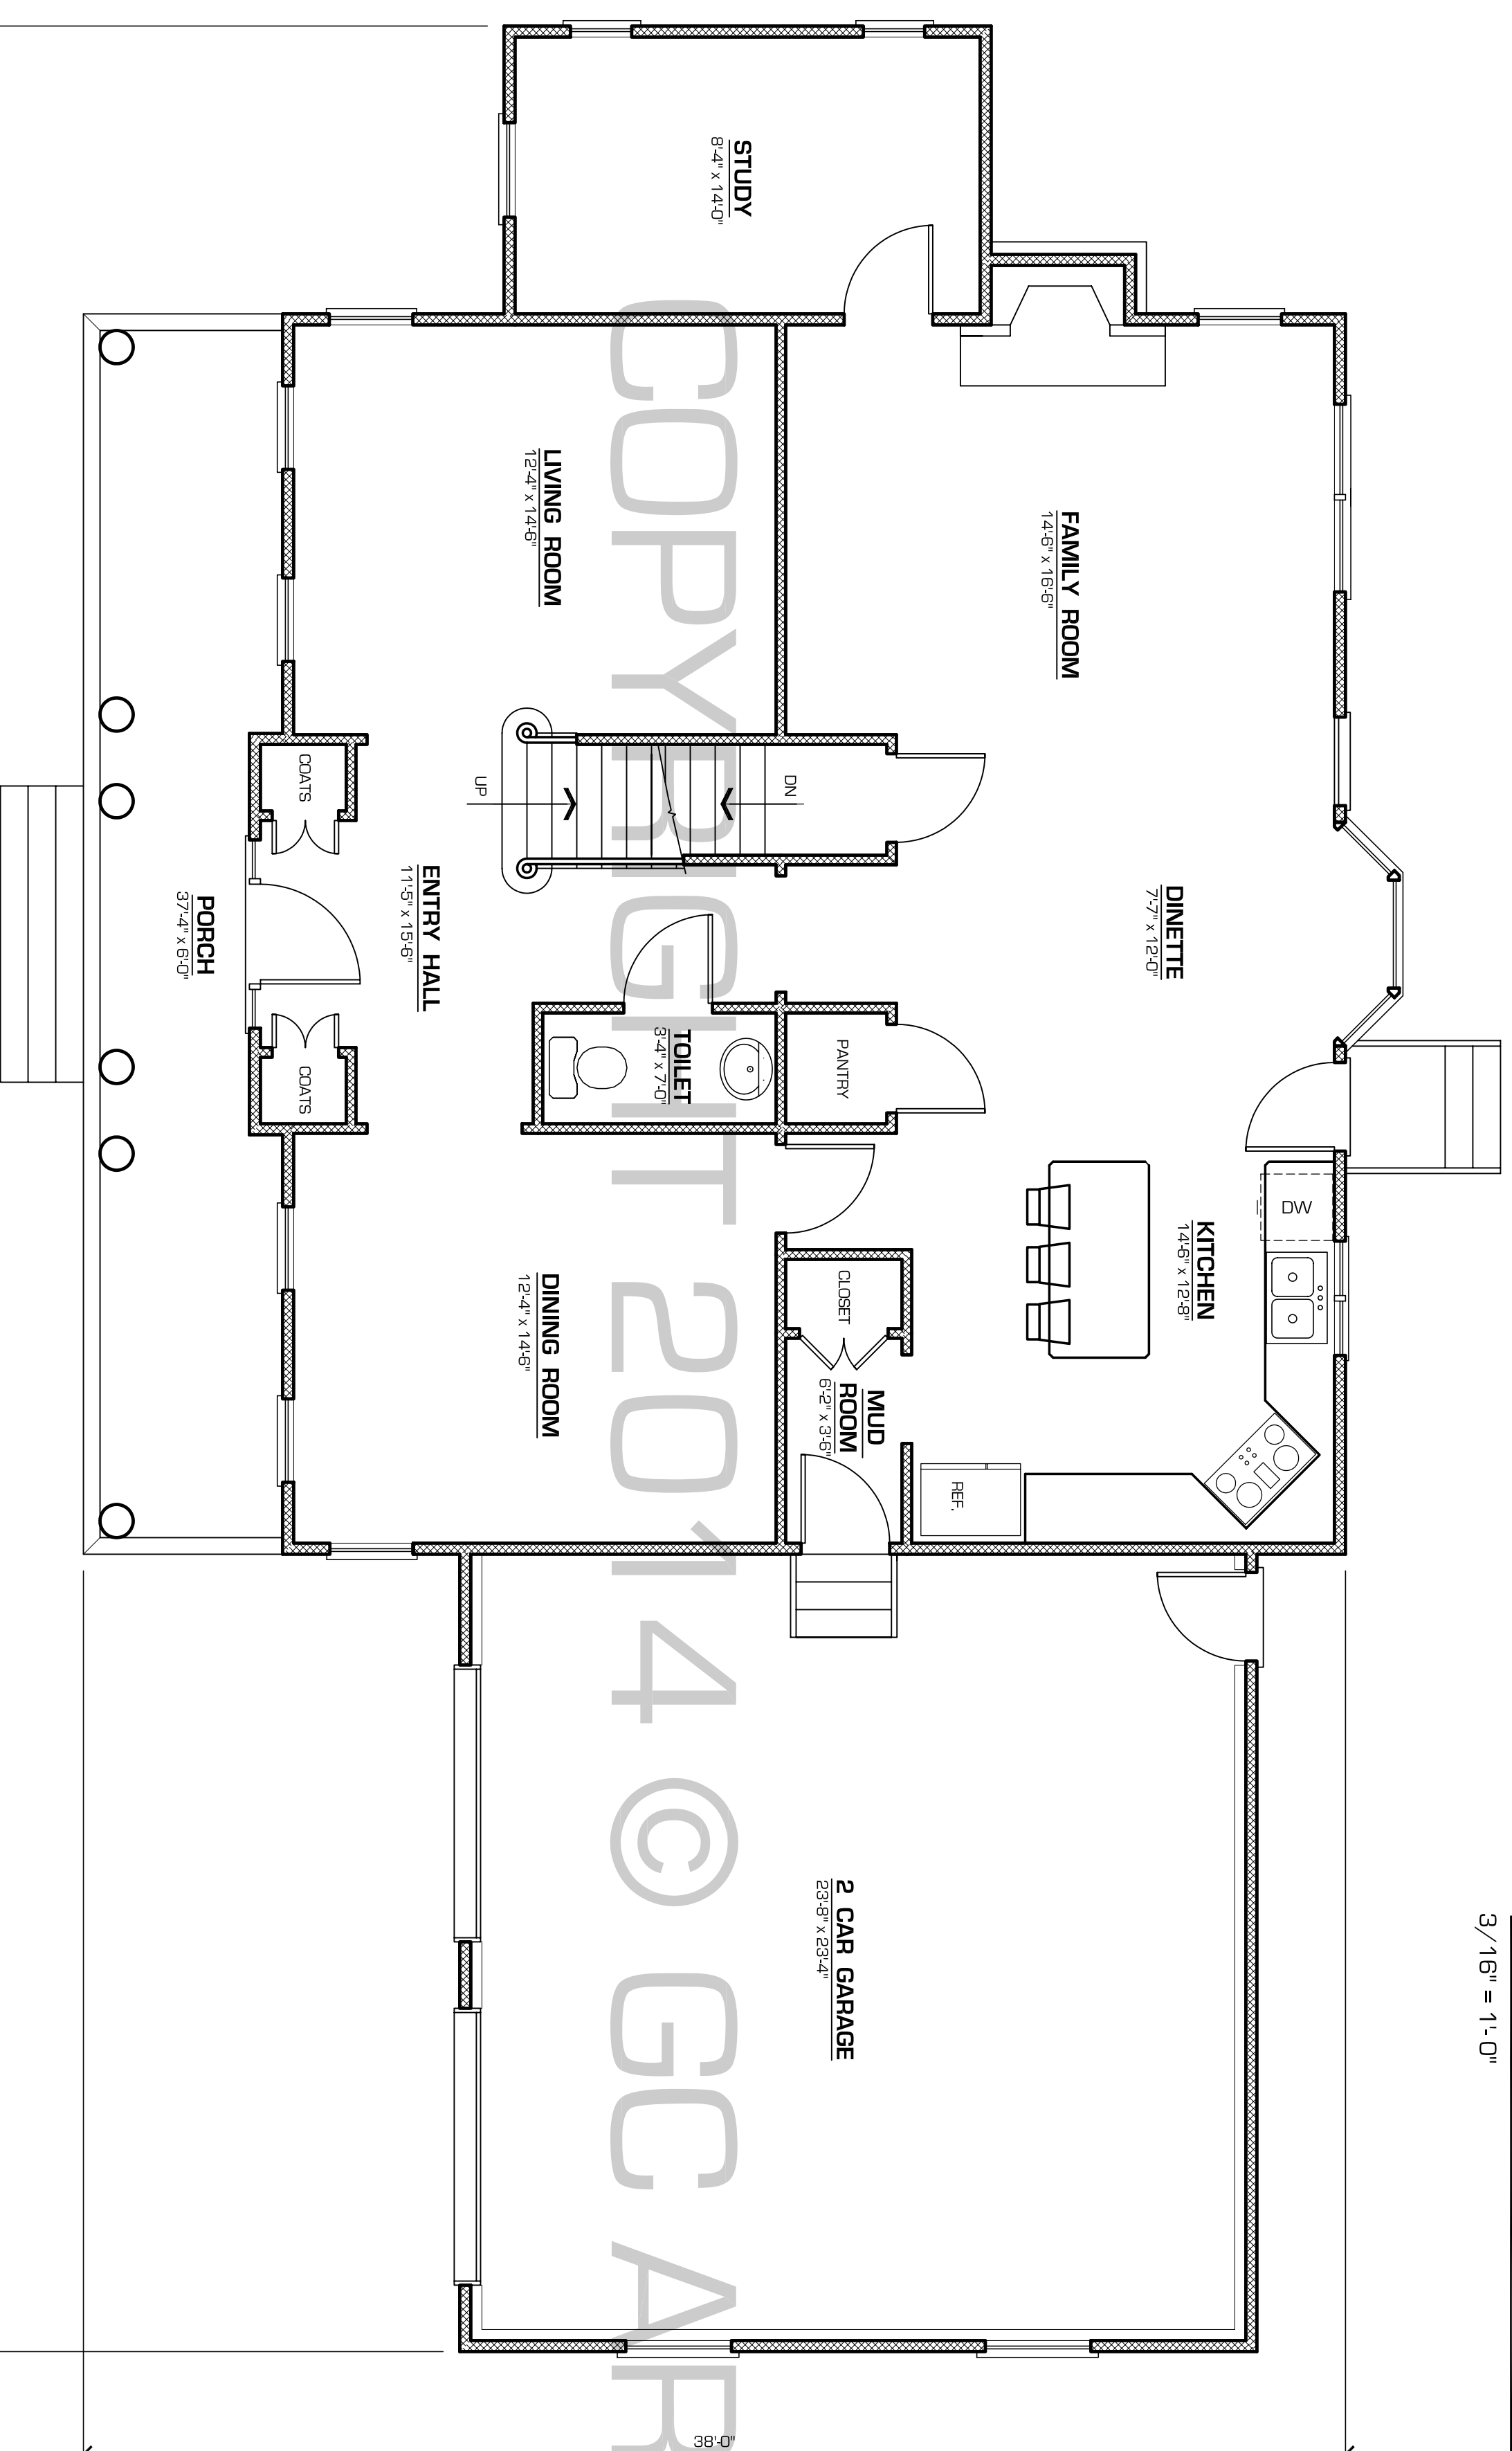 3/16" = 1'-0"
DINETTE
7'-7" x 12'-0"
KITCHEN
14'-6" x 12'-8"
DW
FAMILY ROOM
14'-6" x 16'-6"
REF.
PANTRY
CLOSET
MUD
ROOM
6'-2" x 3'-6"
2 CAR GARAGE
23'-8" x 23'-4"
STUDY
8'-4" x 14'-0"
DN
TOILET
3'-4" x 7'-0"
COPYRIGHT 2014 © GC AR
38'-0"
LIVING ROOM
12'-4" x 14'-6"
DINING ROOM
12'-4" x 14'-6"
UP
ENTRY HALL
11'-5" x 15'-6"
COATS
COATS
PORCH
37'-4" x 6'-0"